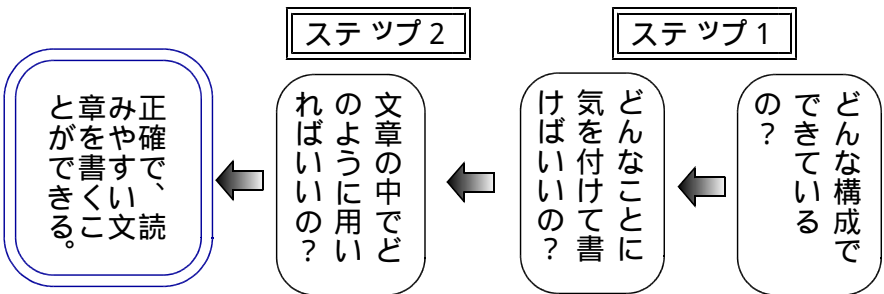 ステップ1
どんな構成で
できている
の?
どんなことに
気を付けて書
けばいいの?
ステップ2
文章の中でど
のように用い
ればいいの?
正確で、読
みやすい文
章を書くこ
とができる。